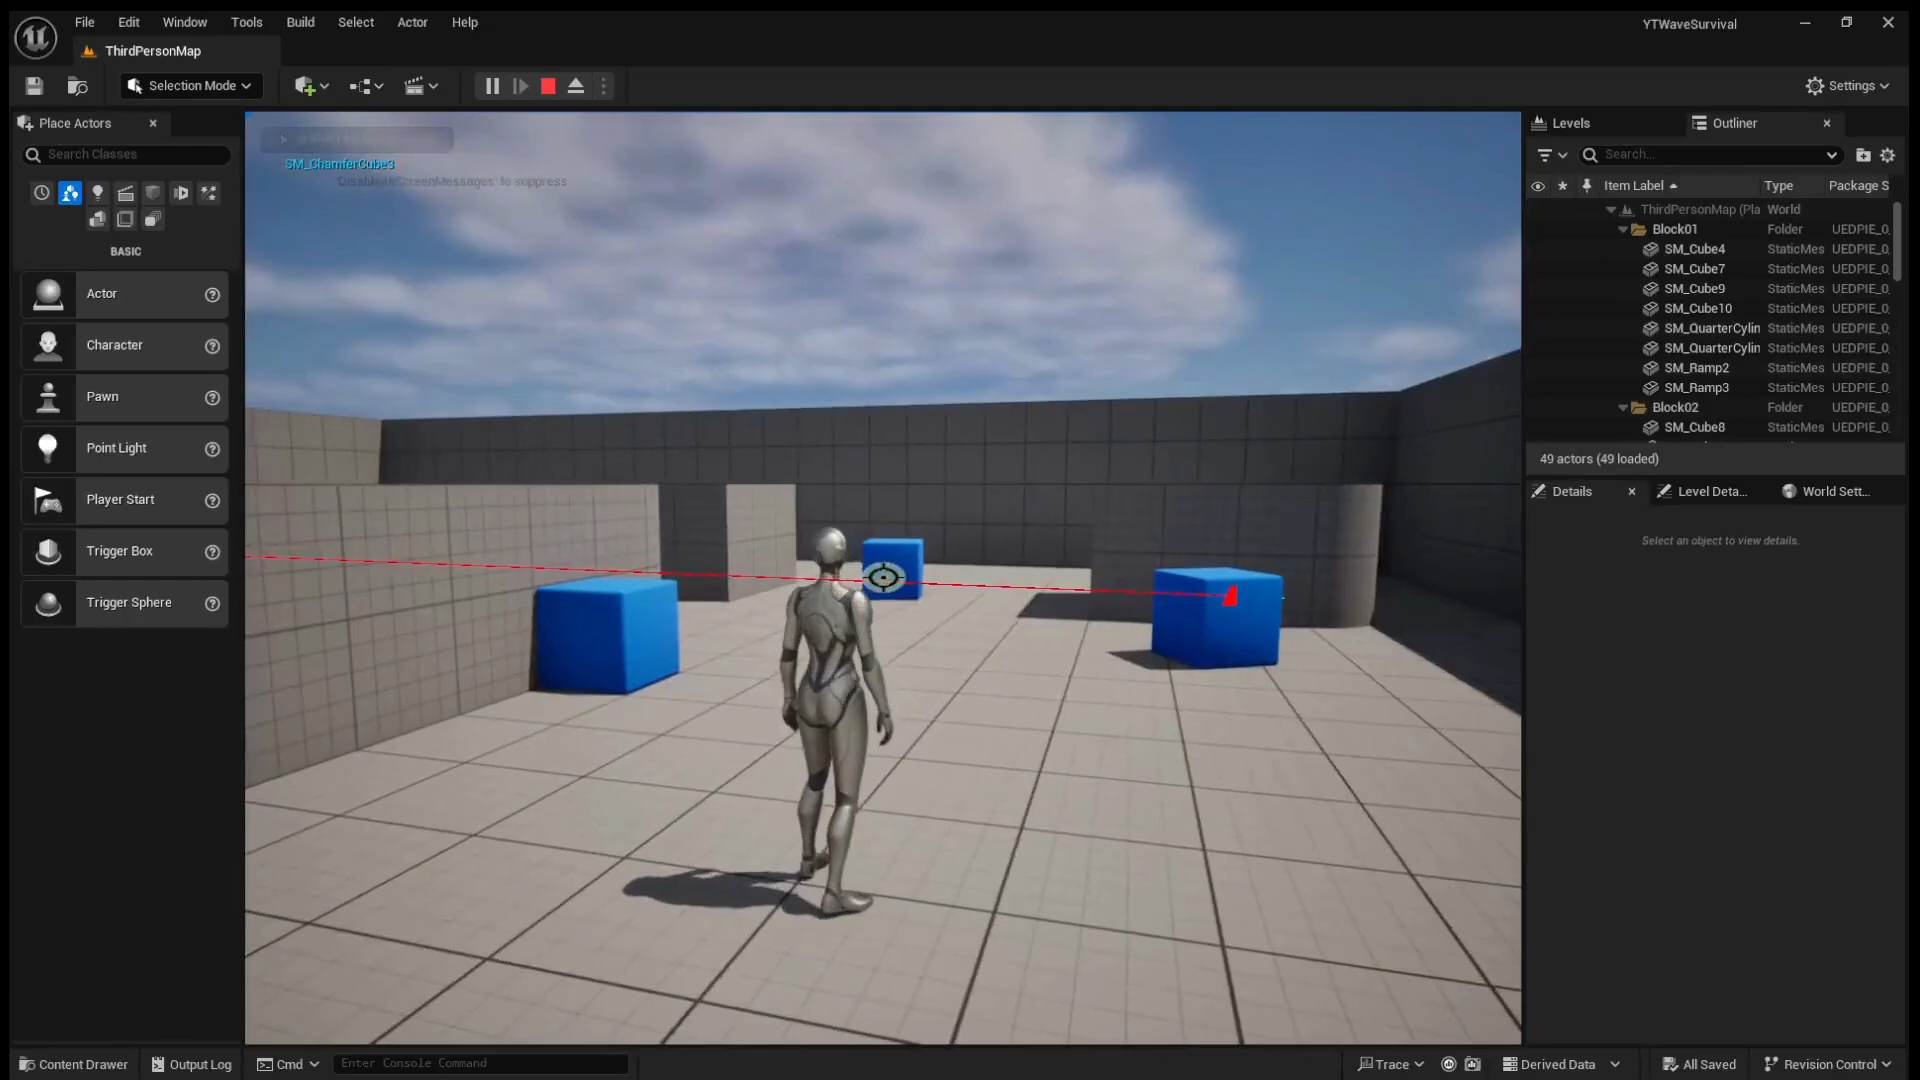 File Edit Window Tools Build Select Actor Help
YTWaveSurvival
ThirdPersonMap
Selection Mode
Settings
Place Actors
Search Classes
BASIC
Actor
Character
Pawn
Point Light
Player Start
Trigger Box
Trigger Sphere
SM_ChamferCube3
'DisableAllScreenMessages' to suppress
Levels
Outliner
Search...
Item Label Type Package S
ThirdPersonMap (Pla World
Block01 Folder UEDPIE_0
SM_Cube4 StaticMes UEDPIE_0
SM_Cube7 StaticMes UEDPIE_0
SM_Cube9 StaticMes UEDPIE_0
SM_Cube10 StaticMes UEDPIE_0
SM_QuarterCylin StaticMes UEDPIE_0
SM_QuarterCylin StaticMes UEDPIE_0
SM_Ramp2 StaticMes UEDPIE_0
SM_Ramp3 StaticMes UEDPIE_0
Block02 Folder UEDPIE_0
SM_Cube8 StaticMes UEDPIE_0
49 actors (49 loaded)
Details
Level Deta...
World Sett...
Select an object to view details.
Content Drawer
Output Log
Cmd
Enter Console Command
Trace
Derived Data
All Saved
Revision Control